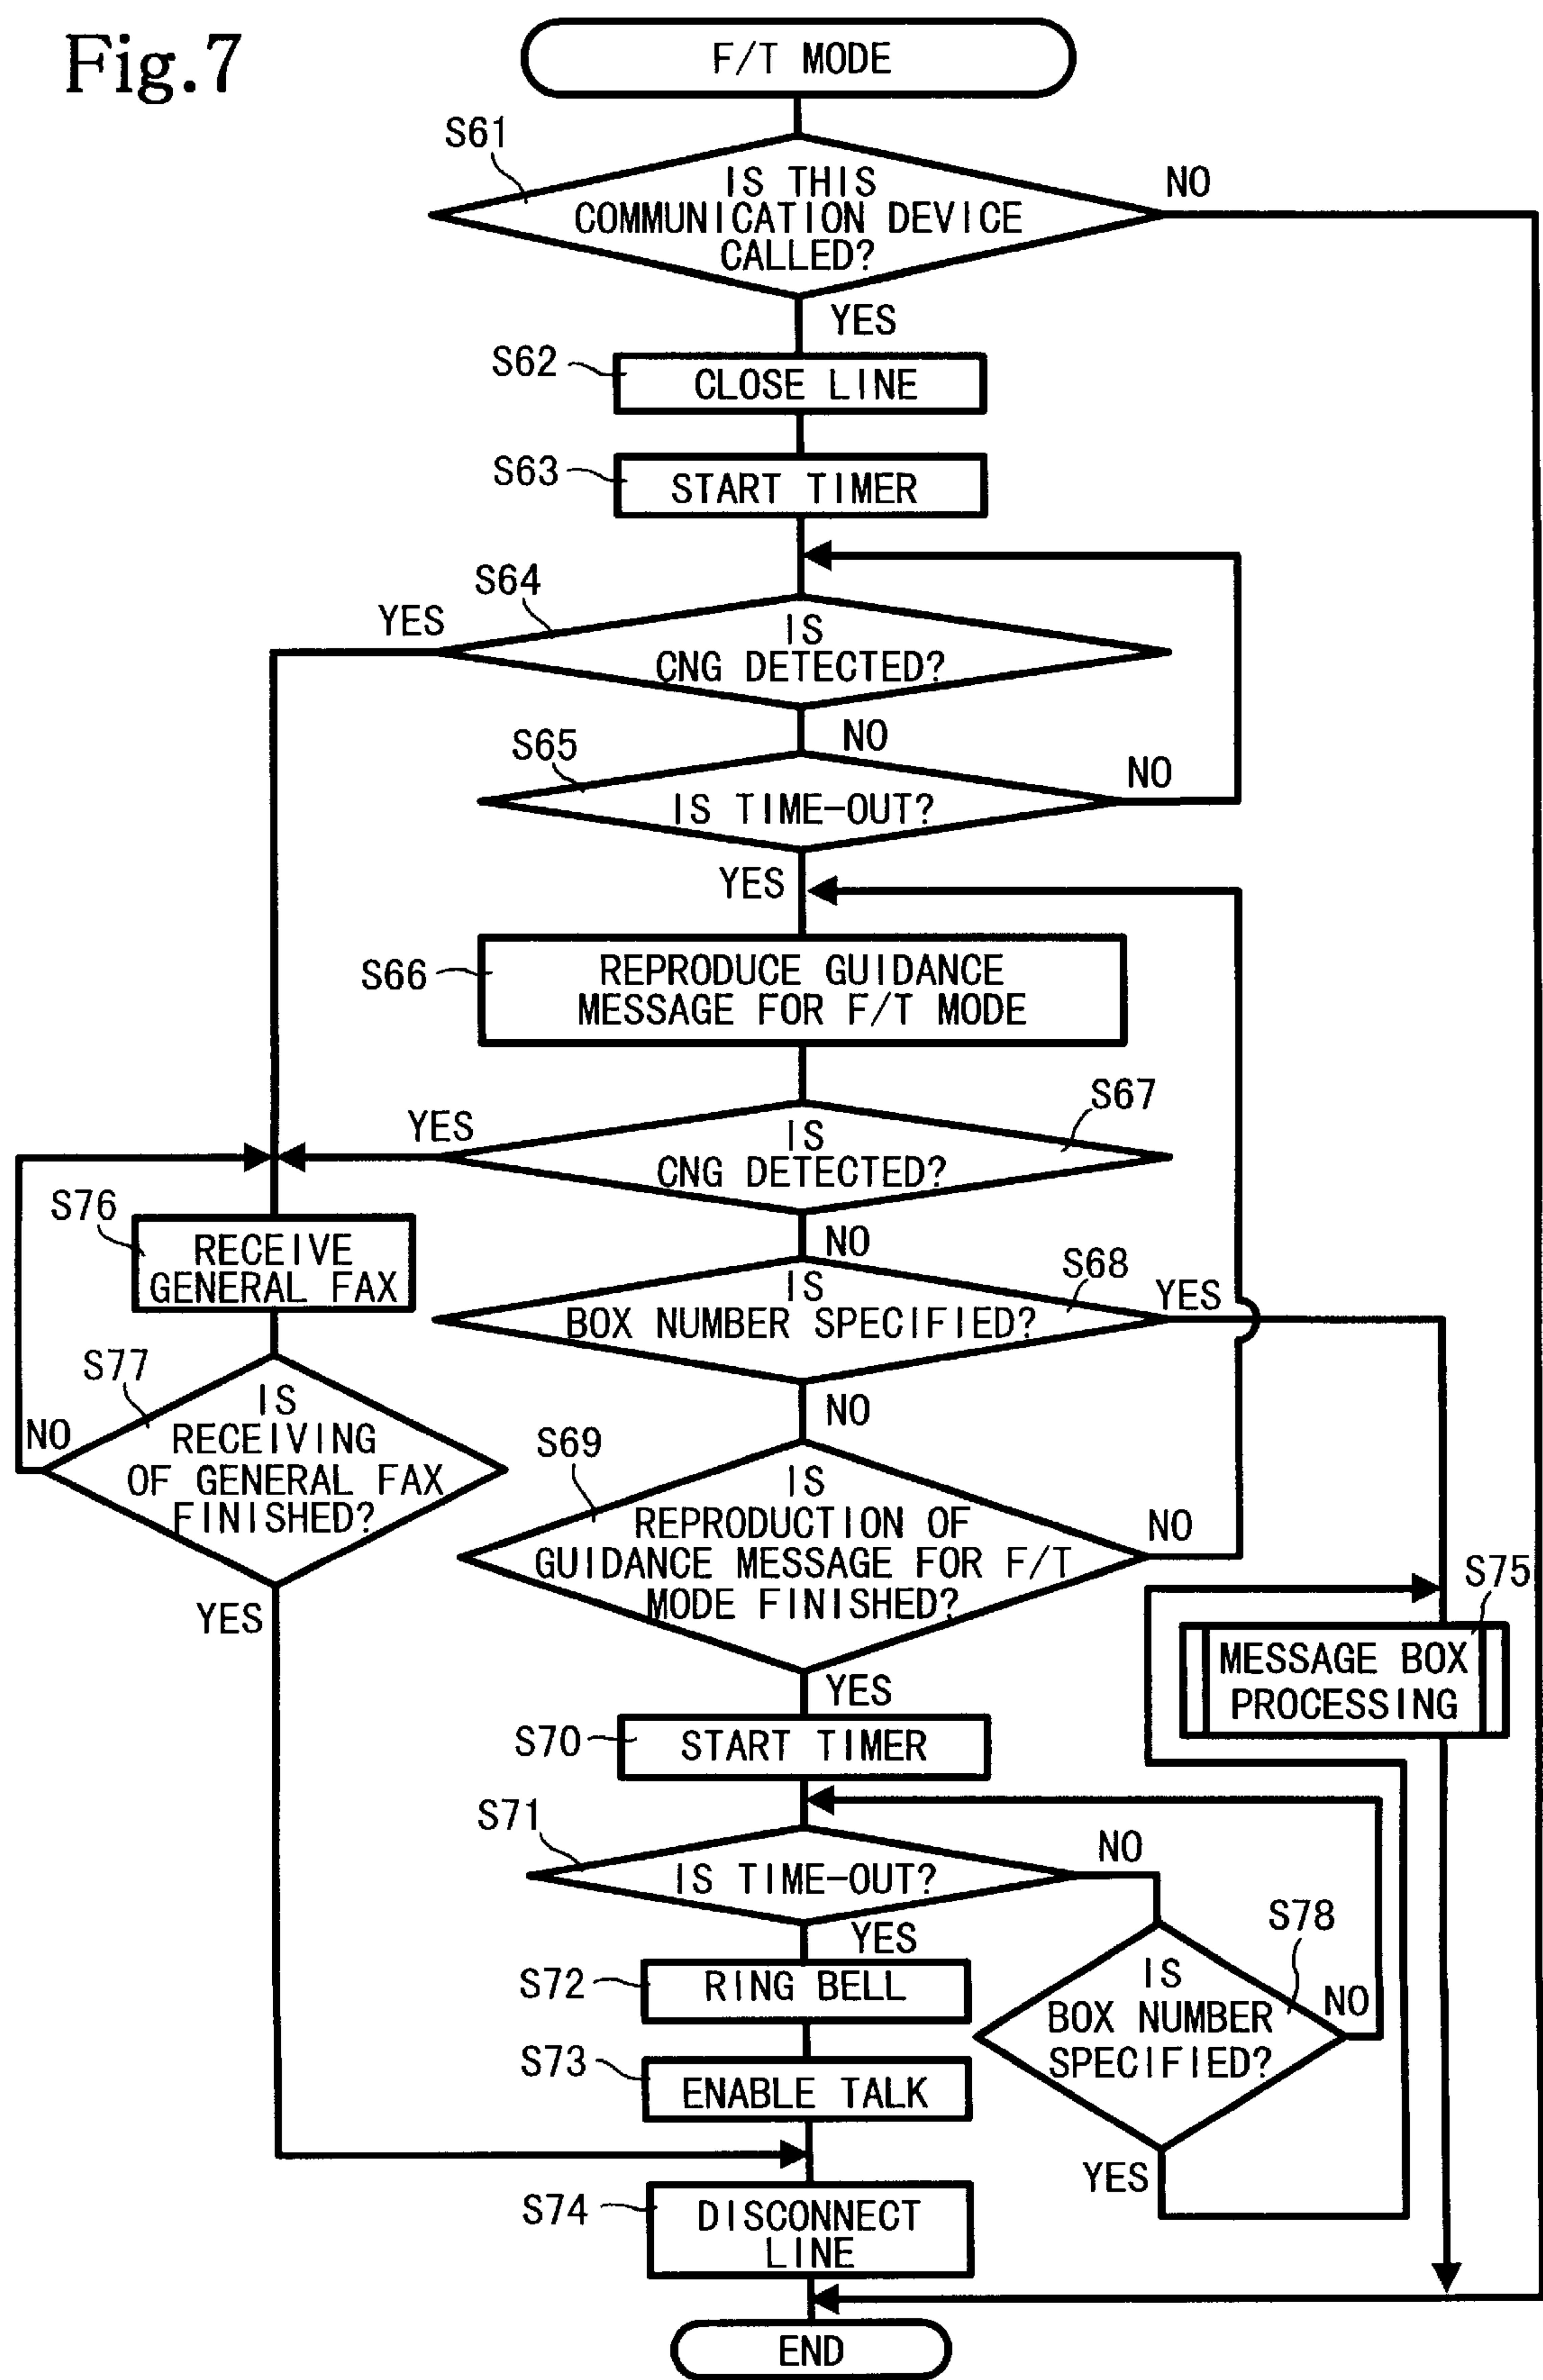 Fig.7
F/T MODE
S61
IS THIS
COMMUNICATION DEVICE
CALLED?
NO
YES
S62
CLOSE LINE
S63
START TIMER
S64
YES
IS
CNG DETECTED?
NO
S65
IS TIME-OUT?
NO
YES
S66
REPRODUCE GUIDANCE
MESSAGE FOR F/T MODE
S67
YES
IS
CNG DETECTED?
NO
S76
RECEIVE
GENERAL FAX
S68
IS
BOX NUMBER SPECIFIED?
YES
NO
S77
IS
RECEIVING
OF GENERAL FAX
FINISHED?
NO
YES
S69
IS
REPRODUCTION OF
GUIDANCE MESSAGE FOR F/T
MODE FINISHED?
NO
YES
S75
MESSAGE BOX
PROCESSING
S70
START TIMER
S71
IS TIME-OUT?
NO
YES
S78
IS
BOX NUMBER
SPECIFIED?
NO
YES
S72
RING BELL
S73
ENABLE TALK
S74
DISCONNECT
LINE
END